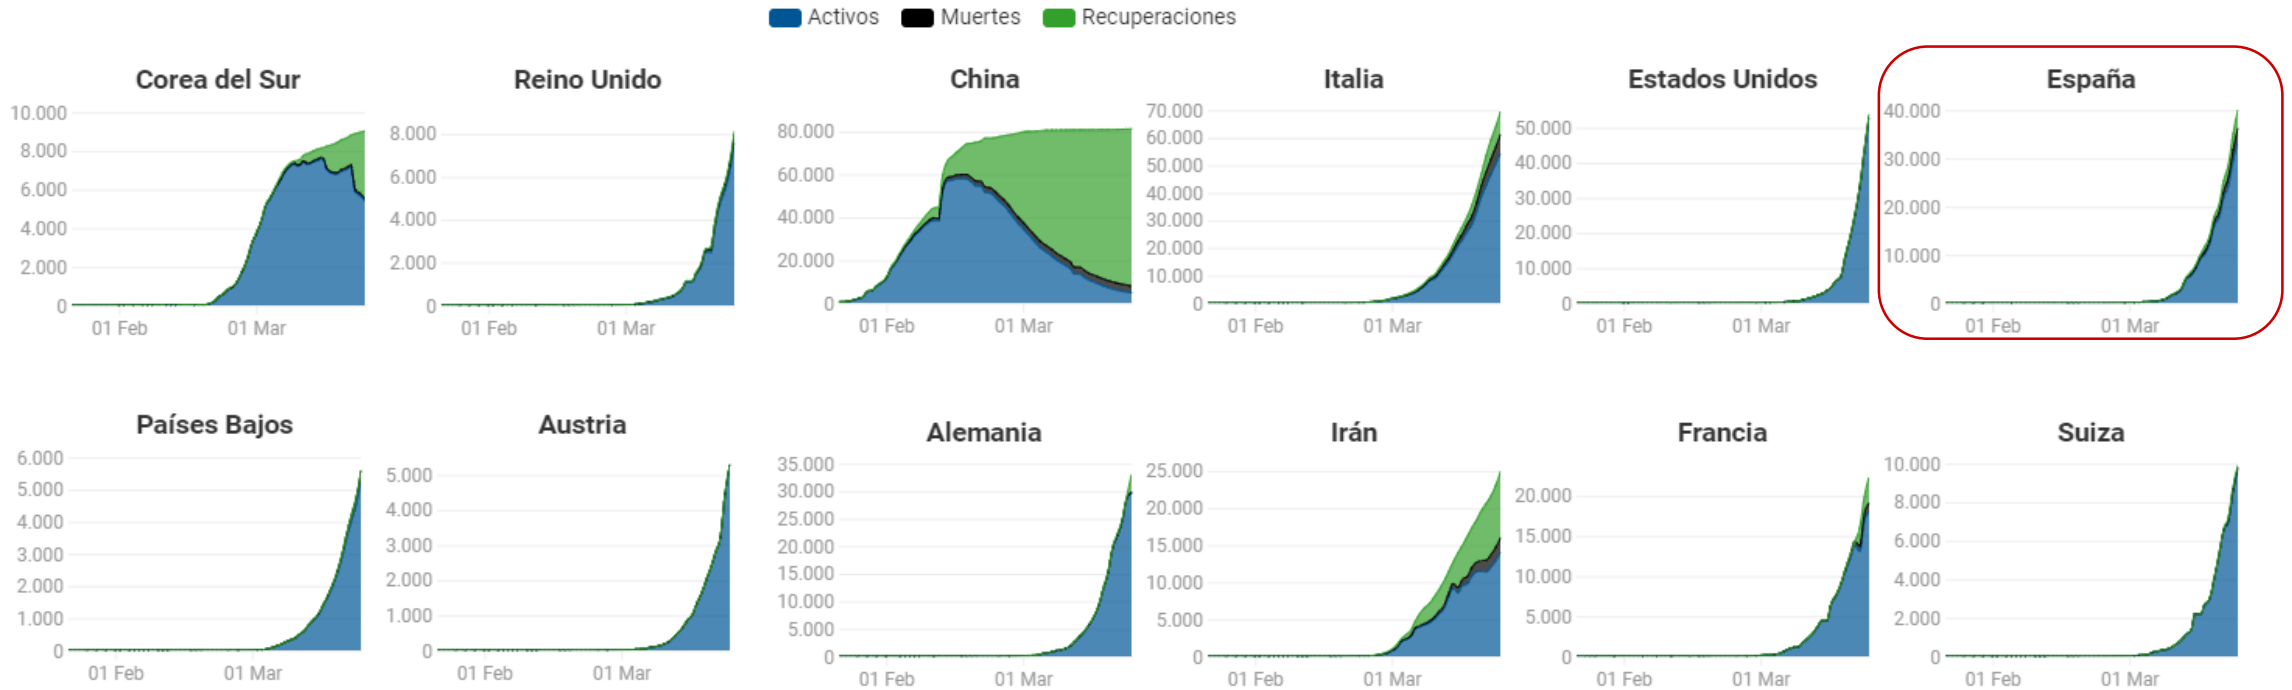 Activos Muertes Recuperaciones
Corea del Sur
10.000
8.000
6.000
4.000
2.000
0
01 Feb 01 Mar
Reino Unido
8.000
6.000
4.000
2.000
0
01 Feb 01 Mar
China
80.000
60.000
40.000
20.000
0
01 Feb 01 Mar
Italia
70.000
60.000
50.000
40.000
30.000
20.000
10.000
0
01 Feb 01 Mar
Estados Unidos
50.000
40.000
30.000
20.000
10.000
0
01 Feb 01 Mar
España
40.000
30.000
20.000
10.000
0
01 Feb 01 Mar
Países Bajos
6.000
5.000
4.000
3.000
2.000
1.000
0
01 Feb 01 Mar
Austria
5.000
4.000
3.000
2.000
1.000
0
01 Feb 01 Mar
Alemania
35.000
30.000
25.000
20.000
15.000
10.000
5.000
0
01 Feb 01 Mar
Irán
25.000
20.000
15.000
10.000
5.000
0
01 Feb 01 Mar
Francia
20.000
15.000
10.000
5.000
0
01 Feb 01 Mar
Suiza
10.000
8.000
6.000
4.000
2.000
0
01 Feb 01 Mar